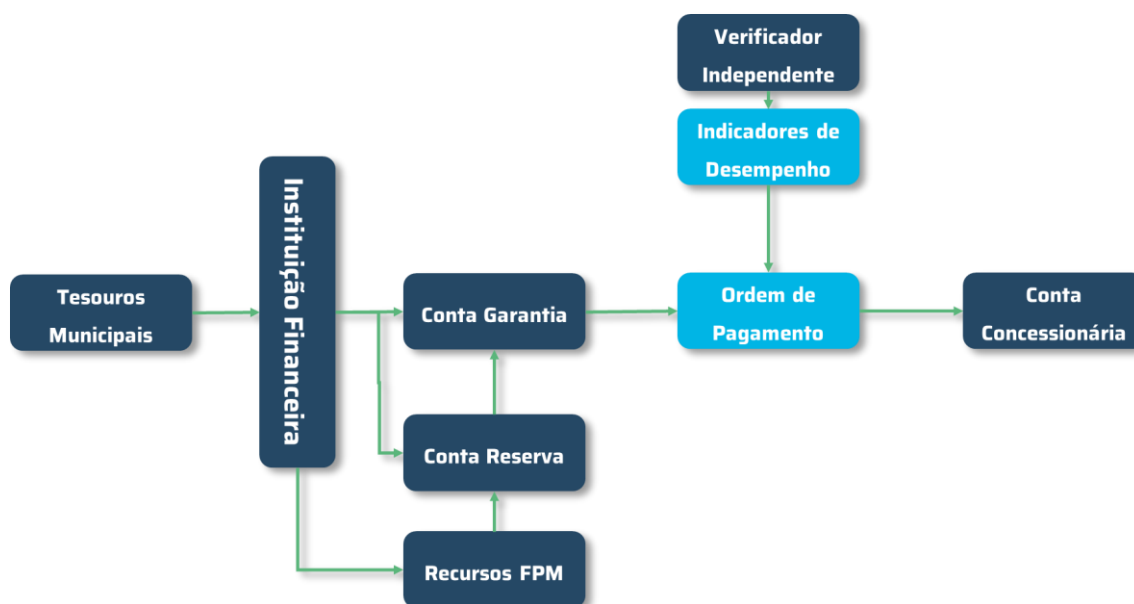 Verificador
Independente
Indicadores de
Desempenho
Instituição Financeira
Tesouros
Municipais
Conta Garantia
Ordem de
Pagamento
Conta
Concessionária
Conta Reserva
Recursos FPM